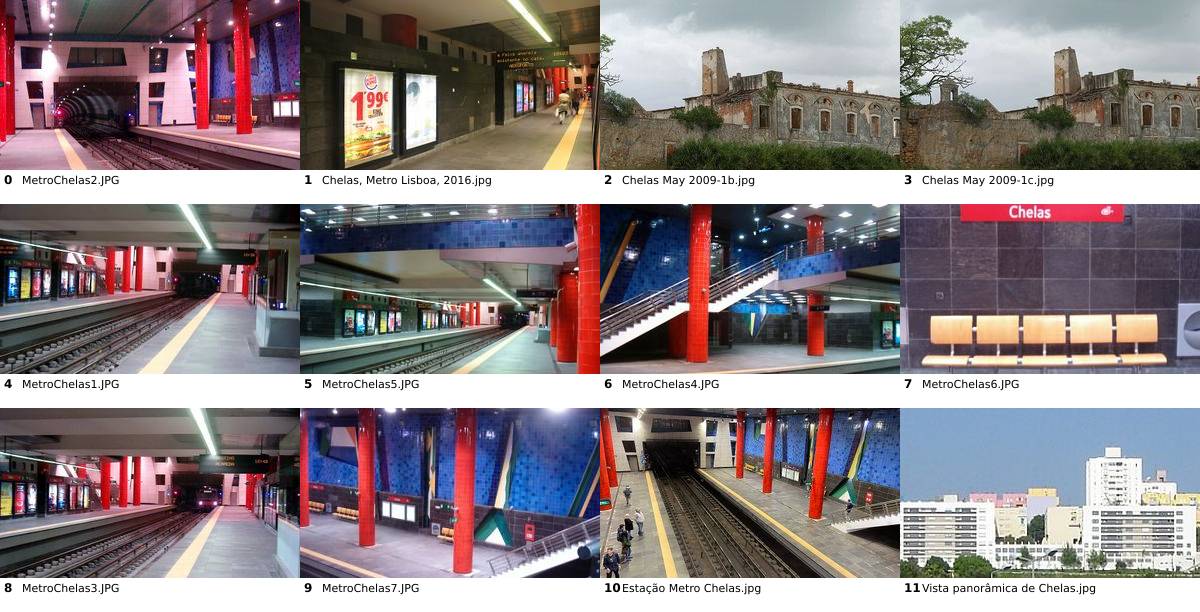 0 MetroChelas2.JPG
BURGER KING
1'99€
1 Chelas, Metro Lisboa, 2016.jpg
2 Chelas May 2009-1b.jpg
3 Chelas May 2009-1c.jpg
4 MetroChelas1.JPG
5 MetroChelas5.JPG
6 MetroChelas4.JPG
Chelas
7 MetroChelas6.JPG
8 MetroChelas3.JPG
9 MetroChelas7.JPG
10 Estação Metro Chelas.jpg
11 Vista panorâmica de Chelas.jpg